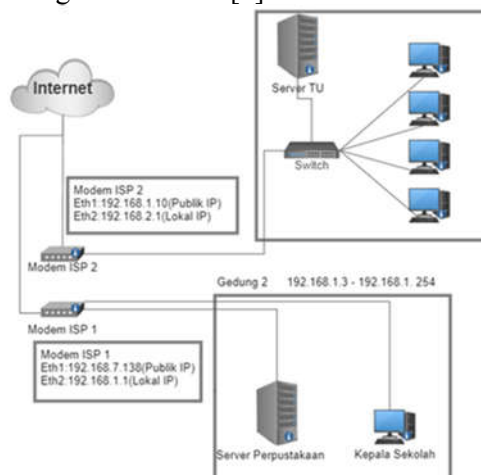 Internet
Server TU
Switch
Modem ISP 2
Eth1:192.168.1.10(Publik IP)
Eth2:192.168.2.1(Lokal IP)
Modem ISP 2
Gedung 2 192.168.1.3 - 192.168.1. 254
Modem ISP 1
Modem ISP 1
Eth1:192.168.7.138(Publik IP)
Eth2:192.168.1.1(Lokal IP)
Server Perpustakaan
Kepala Sekolah